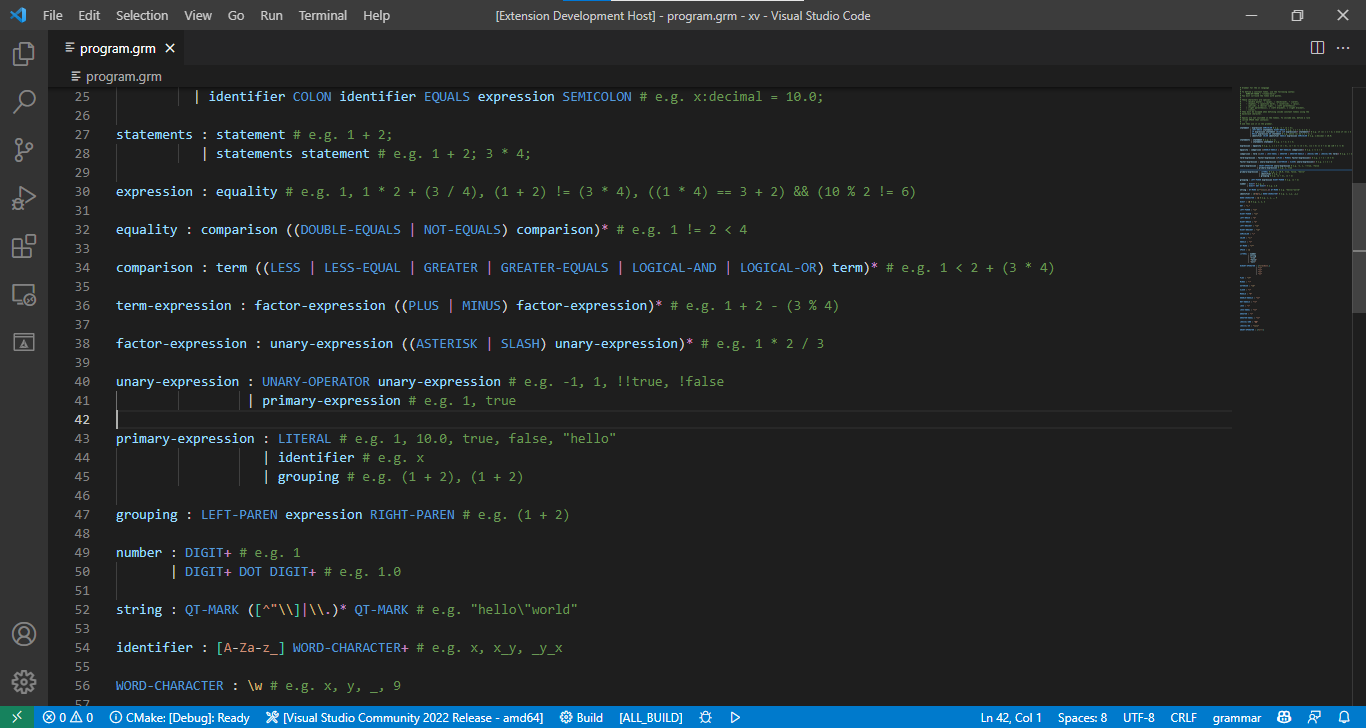 File Edit Selection View Go Run Terminal Help [Extension Development Host] - program.grm - xv - Visual Studio Code
program.grm
program.grm
25 | identifier COLON identifier EQUALS expression SEMICOLON # e.g. x:decimal = 10.0;
26
27 statements : statement # e.g. 1 + 2;
28 | statements statement # e.g. 1 + 2; 3 * 4;
29
30 expression : equality # e.g. 1, 1 * 2 + (3 / 4), (1 + 2) != (3 * 4), ((1 * 4) == 3 + 2) && (10 % 2 != 6)
31
32 equality : comparison ((DOUBLE-EQUALS | NOT-EQUALS) comparison)* # e.g. 1 != 2 < 4
33
34 comparison : term ((LESS | LESS-EQUAL | GREATER | GREATER-EQUALS | LOGICAL-AND | LOGICAL-OR) term)* # e.g. 1 < 2 + (3 * 4)
35
36 term-expression : factor-expression ((PLUS | MINUS) factor-expression)* # e.g. 1 + 2 - (3 % 4)
37
38 factor-expression : unary-expression ((ASTERISK | SLASH) unary-expression)* # e.g. 1 * 2 / 3
39
40 unary-expression : UNARY-OPERATOR unary-expression # e.g. -1, 1, !!true, !false
41 | primary-expression # e.g. 1, true
42
43 primary-expression : LITERAL # e.g. 1, 10.0, true, false, "hello"
44 | identifier # e.g. x
45 | grouping # e.g. (1 + 2), (1 + 2)
46
47 grouping : LEFT-PAREN expression RIGHT-PAREN # e.g. (1 + 2)
48
49 number : DIGIT+ # e.g. 1
50 | DIGIT+ DOT DIGIT+ # e.g. 1.0
51
52 string : QT-MARK ([^"\\]|\\.)* QT-MARK # e.g. "hello\"world"
53
54 identifier : [A-Za-z_] WORD-CHARACTER+ # e.g. x, x_y, _y_x
55
56 WORD-CHARACTER : \w # e.g. x, y, _, 9
57
0 0 CMake: [Debug]: Ready [Visual Studio Community 2022 Release - amd64] Build [ALL_BUILD] Ln 42, Col 1 Spaces: 8 UTF-8 CRLF grammar